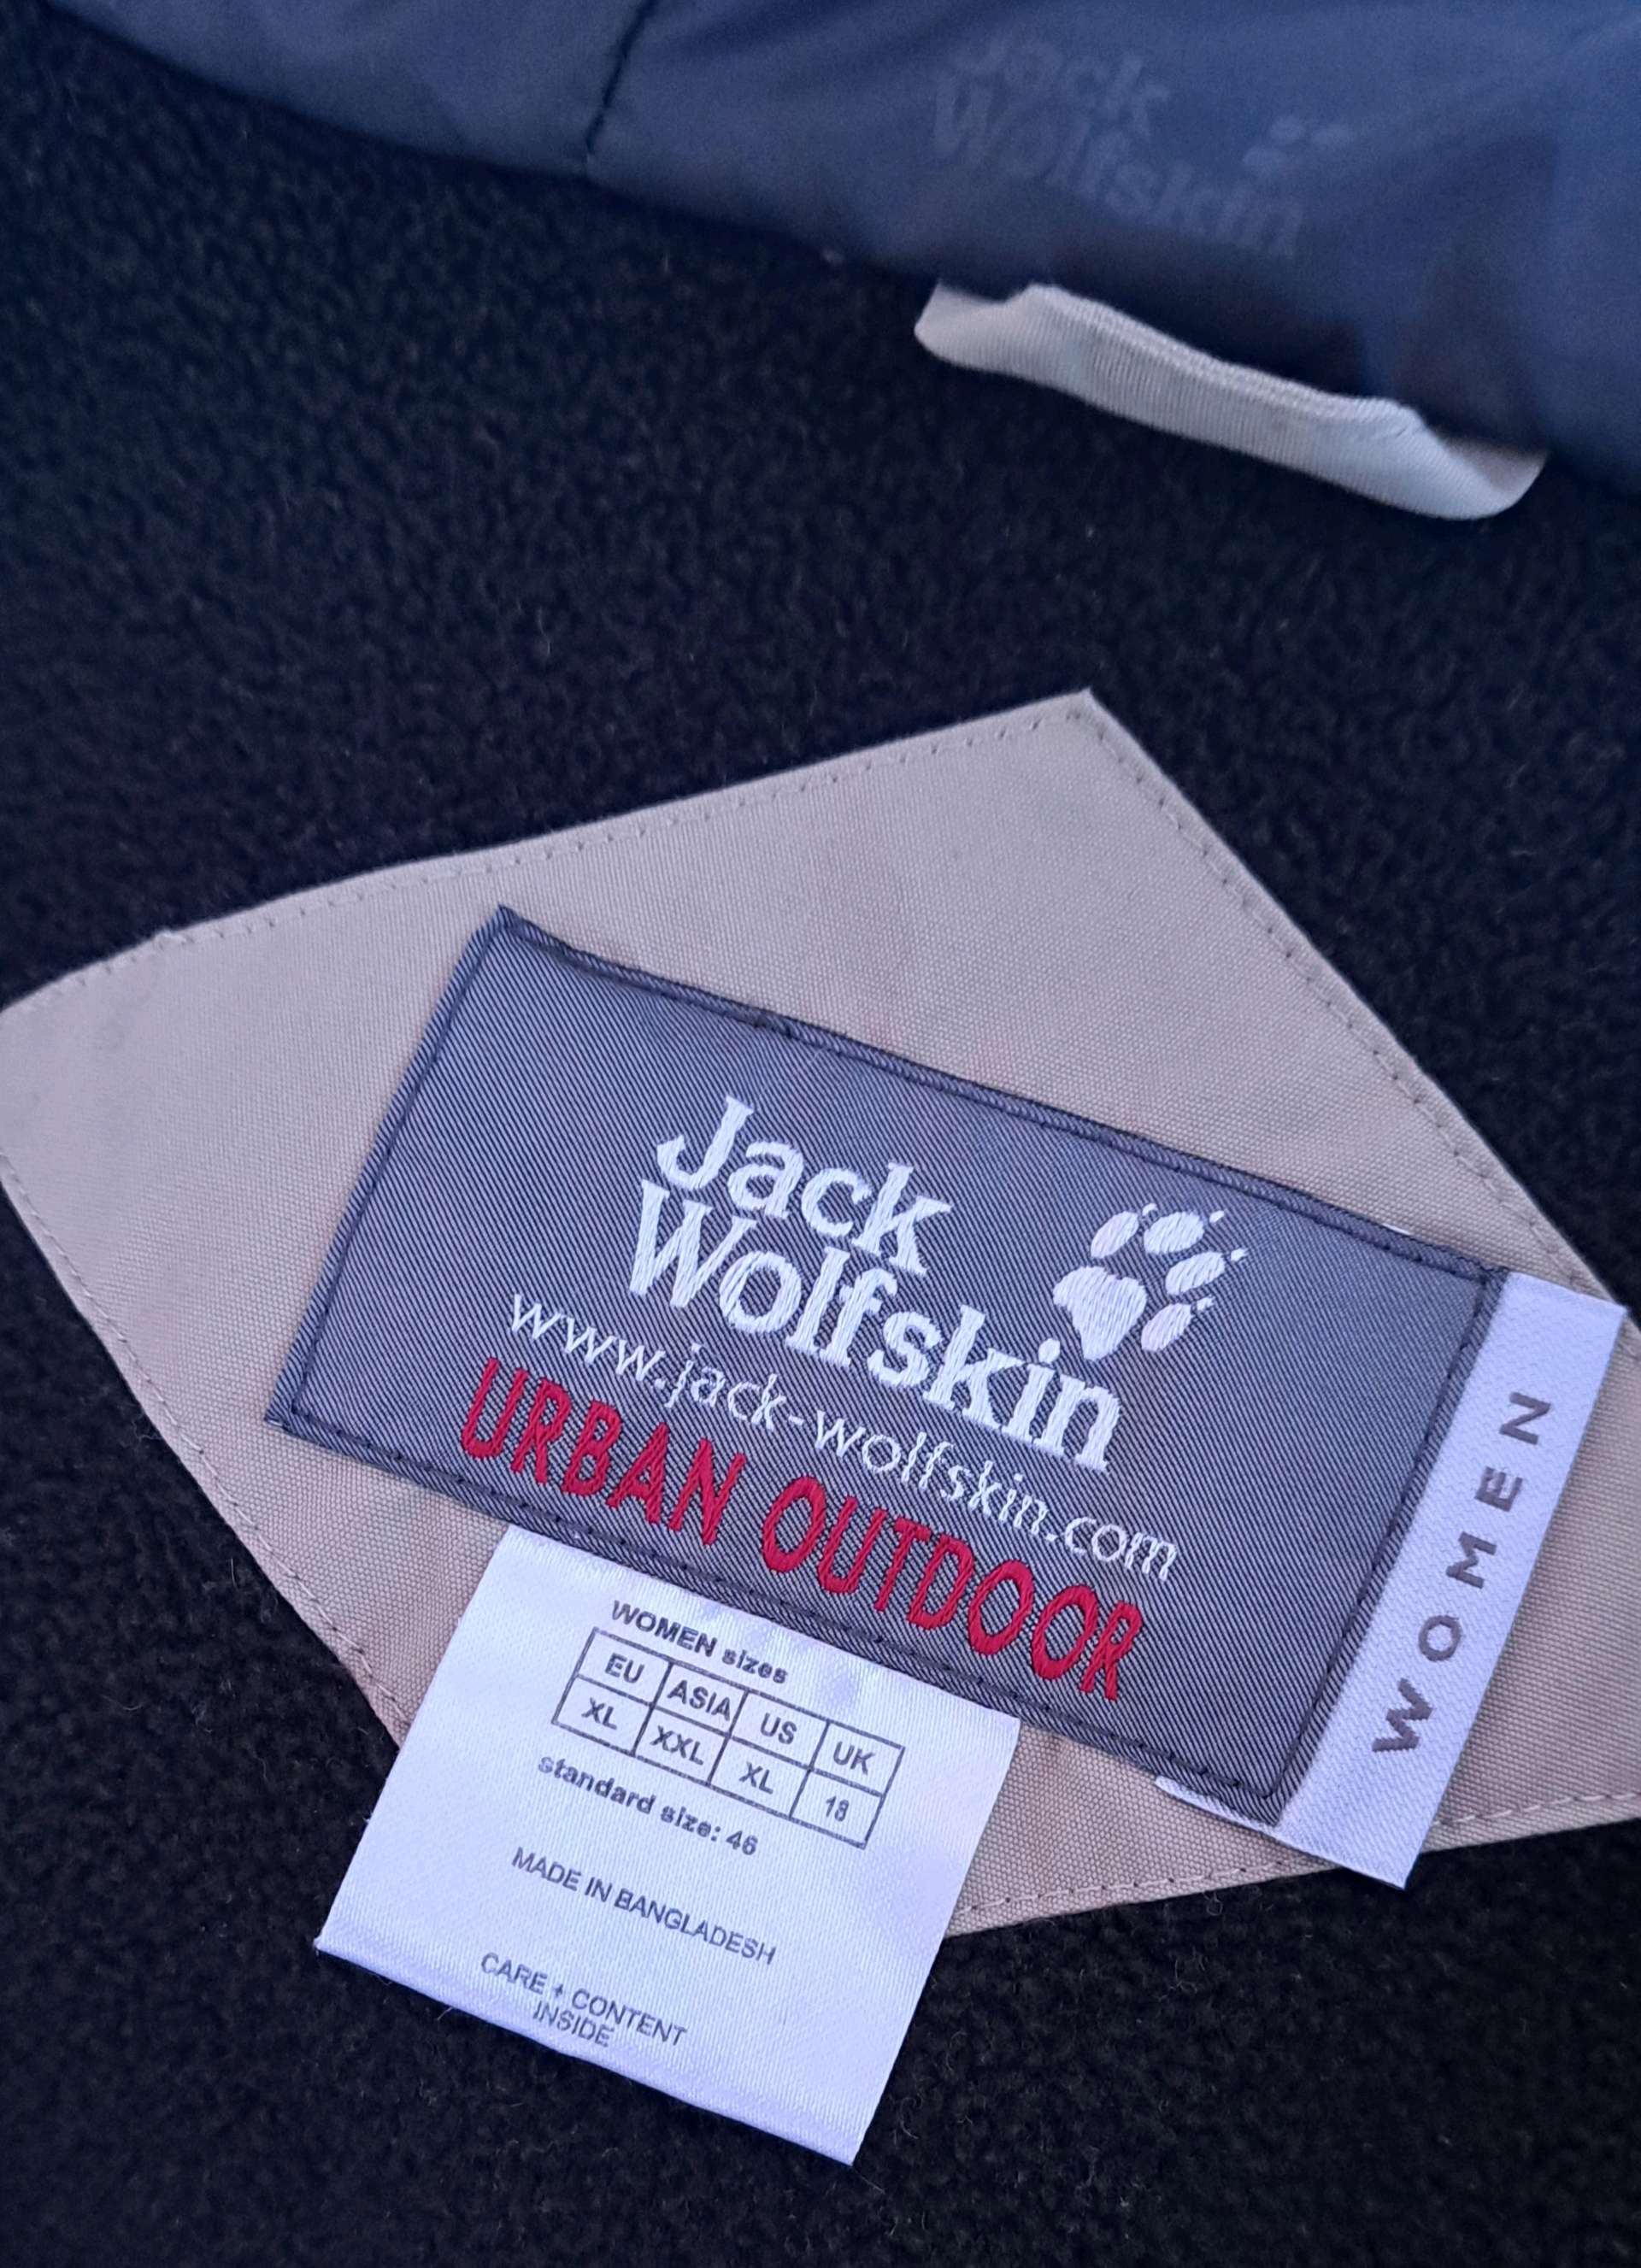 Jack
Wolfskin
Jack
Wolfskin
www.jack-wolfskin.com
URBAN OUTDOOR
WOMEN
WOMEN sizes
EU ASIA US UK
XL XXL XL 18
standard size: 46
MADE IN BANGLADESH
CARE + CONTENT
INSIDE